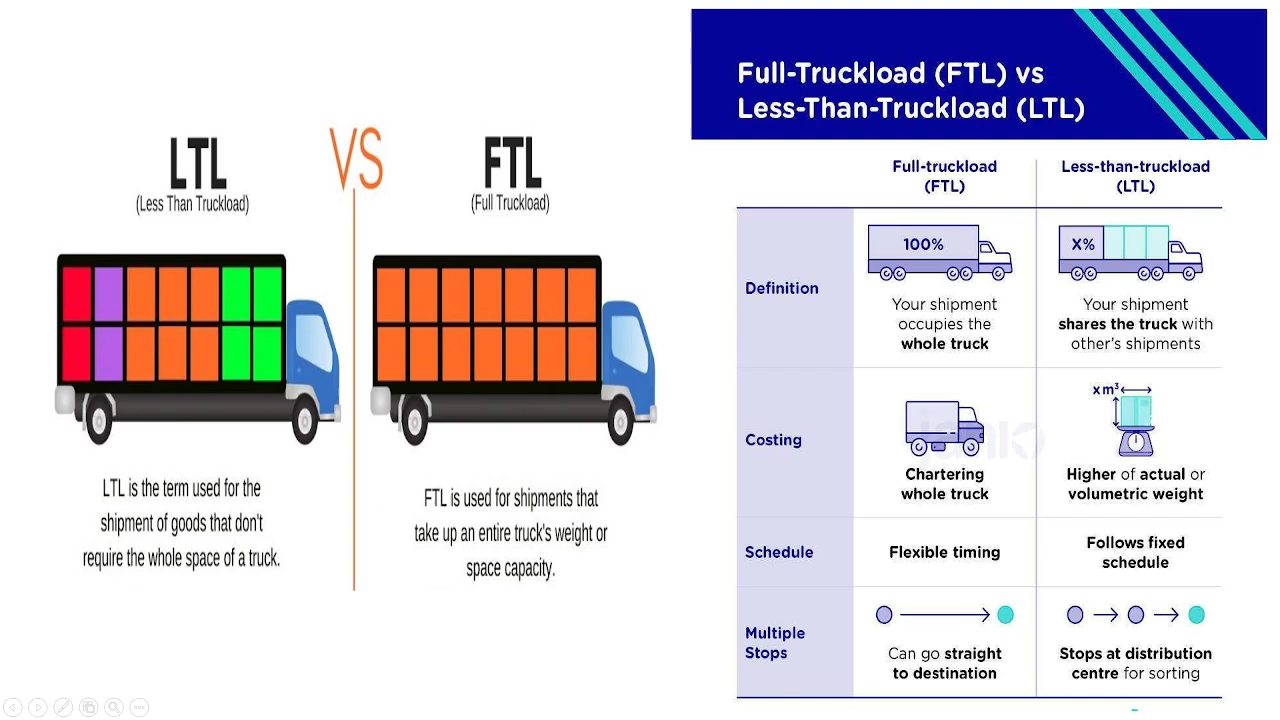 LTL
(Less Than Truckload)
VS
FTL
(Full Truckload)
LTL is the term used for the
shipment of goods that don't
require the whole space of a truck.
FTL is used for shipments that
take up an entire truck's weight or
space capacity.
Full-Truckload (FTL) vs
Less-Than-Truckload (LTL)
Full-truckload
(FTL)
Less-than-truckload
(LTL)
Definition
100%
Your shipment
occupies the
whole truck
X%
Your shipment
shares the truck with
other's shipments
Costing
Chartering
whole truck
x m³
Higher of actual or
volumetric weight
Schedule
Flexible timing
Follows fixed
schedule
Multiple
Stops
Can go straight
to destination
Stops at distribution
centre for sorting